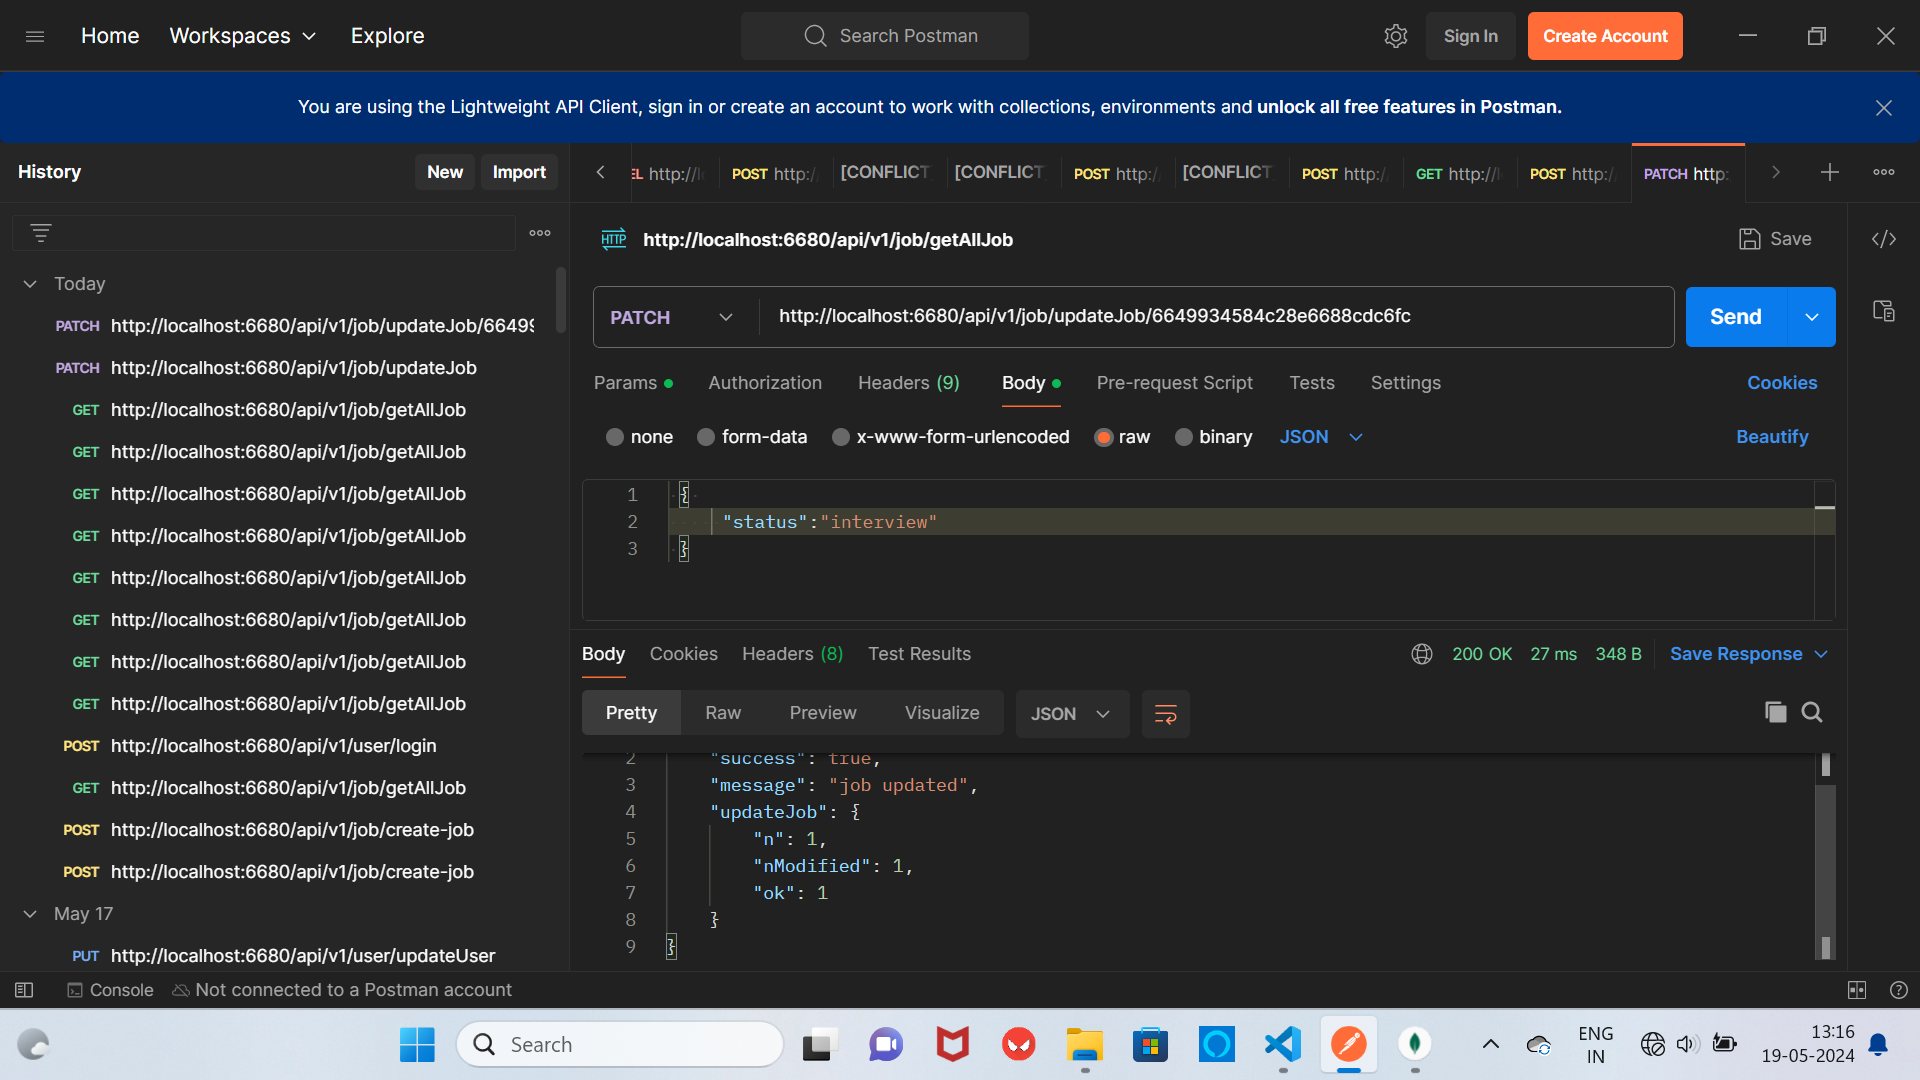 Home Workspaces Explore Search Postman Sign In Create Account
You are using the Lightweight API Client, sign in or create an account to work with collections, environments and unlock all free features in Postman.
History New Import
EL http://l POST http:/ [CONFLICT [CONFLICT POST http:/ [CONFLICT POST http:/ GET http://l POST http:/ PATCH http:
HTTP http://localhost:6680/api/v1/job/getAllJob Save
Today
PATCH http://localhost:6680/api/v1/job/updateJob/66499
PATCH http://localhost:6680/api/v1/job/updateJob
GET http://localhost:6680/api/v1/job/getAllJob
GET http://localhost:6680/api/v1/job/getAllJob
GET http://localhost:6680/api/v1/job/getAllJob
GET http://localhost:6680/api/v1/job/getAllJob
GET http://localhost:6680/api/v1/job/getAllJob
GET http://localhost:6680/api/v1/job/getAllJob
GET http://localhost:6680/api/v1/job/getAllJob
GET http://localhost:6680/api/v1/job/getAllJob
POST http://localhost:6680/api/v1/user/login
GET http://localhost:6680/api/v1/job/getAllJob
POST http://localhost:6680/api/v1/job/create-job
POST http://localhost:6680/api/v1/job/create-job
May 17
PUT http://localhost:6680/api/v1/user/updateUser
PATCH http://localhost:6680/api/v1/job/updateJob/6649934584c28e6688cdc6fc Send
Params Authorization Headers (9) Body Pre-request Script Tests Settings Cookies
none form-data x-www-form-urlencoded raw binary JSON Beautify
1 {
2 "status":"interview"
3 }
Body Cookies Headers (8) Test Results 200 OK 27 ms 348 B Save Response
Pretty Raw Preview Visualize JSON
2 "success": true,
3 "message": "job updated",
4 "updateJob": {
5 "n": 1,
6 "nModified": 1,
7 "ok": 1
8 }
9 }
Console Not connected to a Postman account
Search
ENG
IN
13:16
19-05-2024